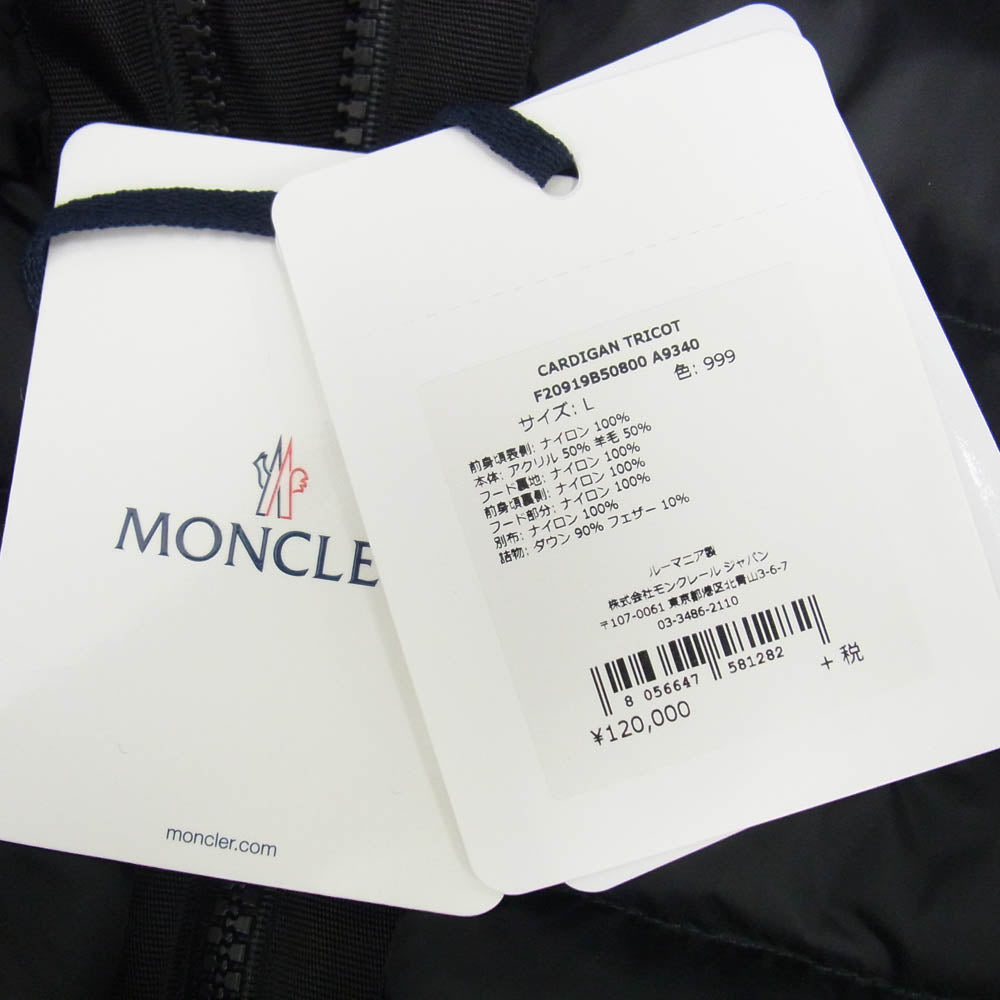 MONCLE
moncler.com
CARDIGAN TRICOT
F20919B50800 A9340
サイズ: L 色: 999
前身頃表側: ナイロン 100%
本体: アクリル 50% 羊毛 50%
フード裏地: ナイロン 100%
前身頃裏側: ナイロン 100%
フード部分: ナイロン 100%
別布: ナイロン 100%
詰物: ダウン 90% フェザー 10%
ルーマニア製
株式会社モンクレール ジャパン
〒107-0061 東京都港区北青山3-6-7
03-3486-2110
8 056647 581282
¥120,000 + 税